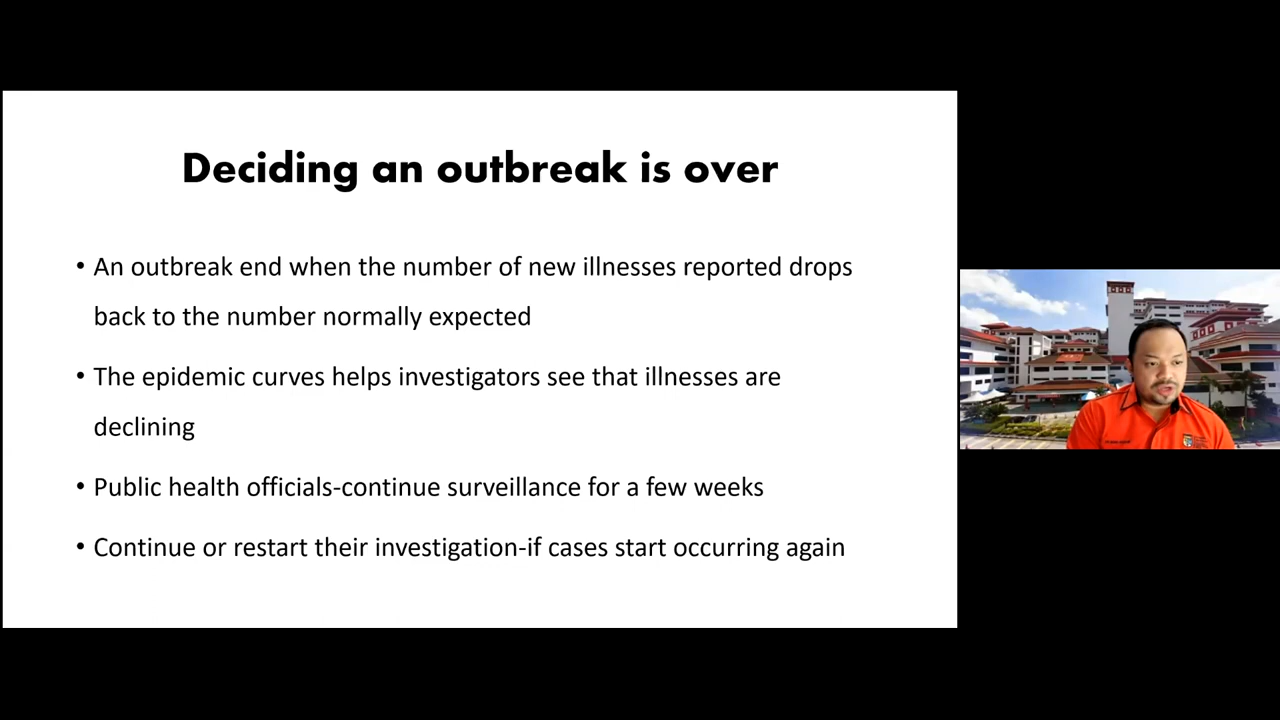 Deciding an outbreak is over
• An outbreak end when the number of new illnesses reported drops
back to the number normally expected
• The epidemic curves helps investigators see that illnesses are
declining
• Public health officials-continue surveillance for a few weeks
• Continue or restart their investigation-if cases start occurring again